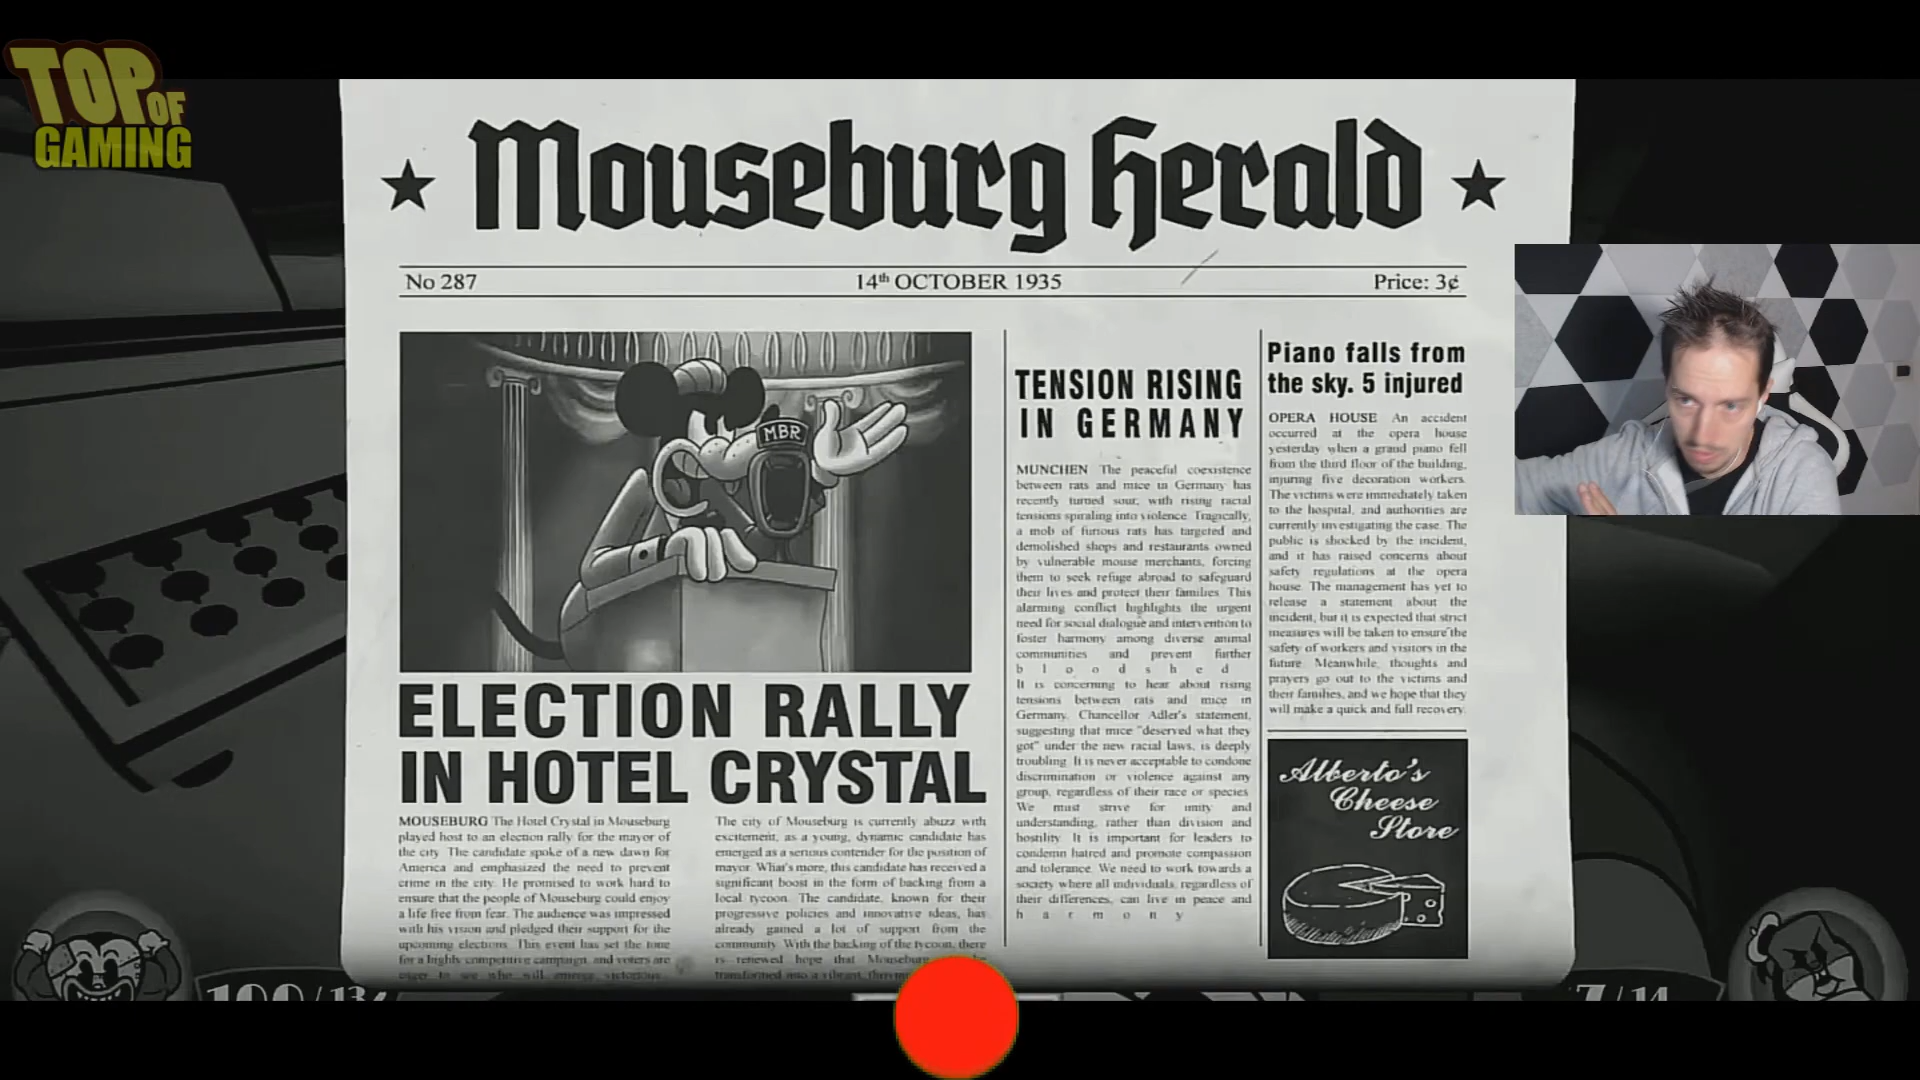 TOP OF
GAMING
Mouseburg Herald
No 287
14th OCTOBER 1935
Price: 3¢
MBR
ELECTION RALLY
IN HOTEL CRYSTAL
MOUSEBURG The Hotel Crystal in Mouseburg
played host to an election rally for the mayor of
the city. The candidate spoke of a new dawn for
America and emphasized the need to prevent
crime in the city. He promised to work hard to
ensure that the people of Mouseburg could enjoy
a life free from fear. The audience was impressed
with his vision and pledged their support for the
upcoming elections. This event has set the tone
for a highly competitive campaign, and voters are
eager to see who will emerge victorious.
The city of Mouseburg is currently abuzz with
excitement, as a young, dynamic candidate has
emerged as a serious contender for the position of
mayor. What's more, this candidate has received a
significant boost in the form of backing from a
local tycoon. The candidate, known for their
progressive policies and innovative ideas, has
already gained a lot of support from the
community. With the backing of the tycoon, there
is renewed hope that Mouseburg
transformed into a vibrant, thriving
TENSION RISING
IN GERMANY
MUNCHEN The peaceful coexistence
between rats and mice in Germany has
recently turned sour, with rising racial
tensions spiraling into violence. Tragically,
a mob of furious rats has targeted and
demolished shops and restaurants owned
by vulnerable mouse merchants, forcing
them to seek refuge abroad to safeguard
their lives and protect their families. This
alarming conflict highlights the urgent
need for social dialogue and intervention to
foster harmony among diverse animal
communities and prevent further
bloodshed
It is concerning to hear about rising
tensions between rats and mice in
Germany. Chancellor Adler's statement,
suggesting that mice "deserved what they
got" under the new racial laws, is deeply
troubling. It is never acceptable to condone
discrimination or violence against any
group, regardless of their race or species.
We must strive for unity and
understanding, rather than division and
hostility. It is important for leaders to
condemn hatred and promote compassion
and tolerance. We need to work towards a
society where all individuals, regardless of
their differences, can live in peace and
harmony
Piano falls from
the sky. 5 injured
OPERA HOUSE An accident
occurred at the opera house
yesterday when a grand piano fell
from the third floor of the building,
injuring five decoration workers.
The victims were immediately taken
to the hospital, and authorities are
currently investigating the case. The
public is shocked by the incident,
and it has raised concerns about
safety regulations at the opera
house. The management has yet to
release a statement about the
incident, but it is expected that strict
measures will be taken to ensure the
safety of workers and visitors in the
future. Meanwhile, thoughts and
prayers go out to the victims and
their families, and we hope that they
will make a quick and full recovery.
Alberto's
Cheese
Store
100/13
7/14